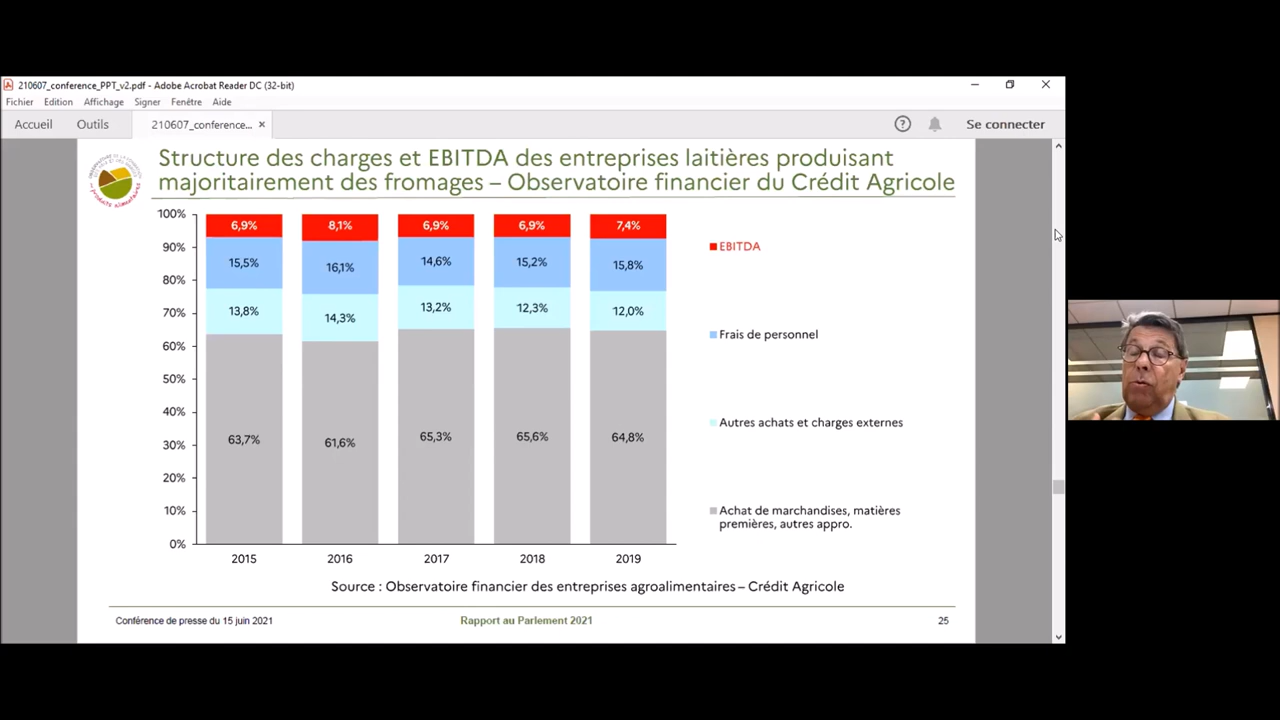 210607_conference_PPT_v2.pdf - Adobe Acrobat Reader DC (32-bit)
Fichier Edition Affichage Signer Fenêtre Aide
Accueil Outils 210607_conference... × Se connecter
Structure des charges et EBITDA des entreprises laitières produisant
majoritairement des fromages – Observatoire financier du Crédit Agricole
produits alimentaires
100%
90%
80%
70%
60%
50%
40%
30%
20%
10%
0%
6,9% 8,1% 6,9% 6,9% 7,4%
15,5% 16,1% 14,6% 15,2% 15,8%
13,8% 14,3% 13,2% 12,3% 12,0%
63,7% 61,6% 65,3% 65,6% 64,8%
2015 2016 2017 2018 2019
EBITDA
Frais de personnel
Autres achats et charges externes
Achat de marchandises, matières
premières, autres appro.
Source : Observatoire financier des entreprises agroalimentaires – Crédit Agricole
Conférence de presse du 15 juin 2021 Rapport au Parlement 2021 25